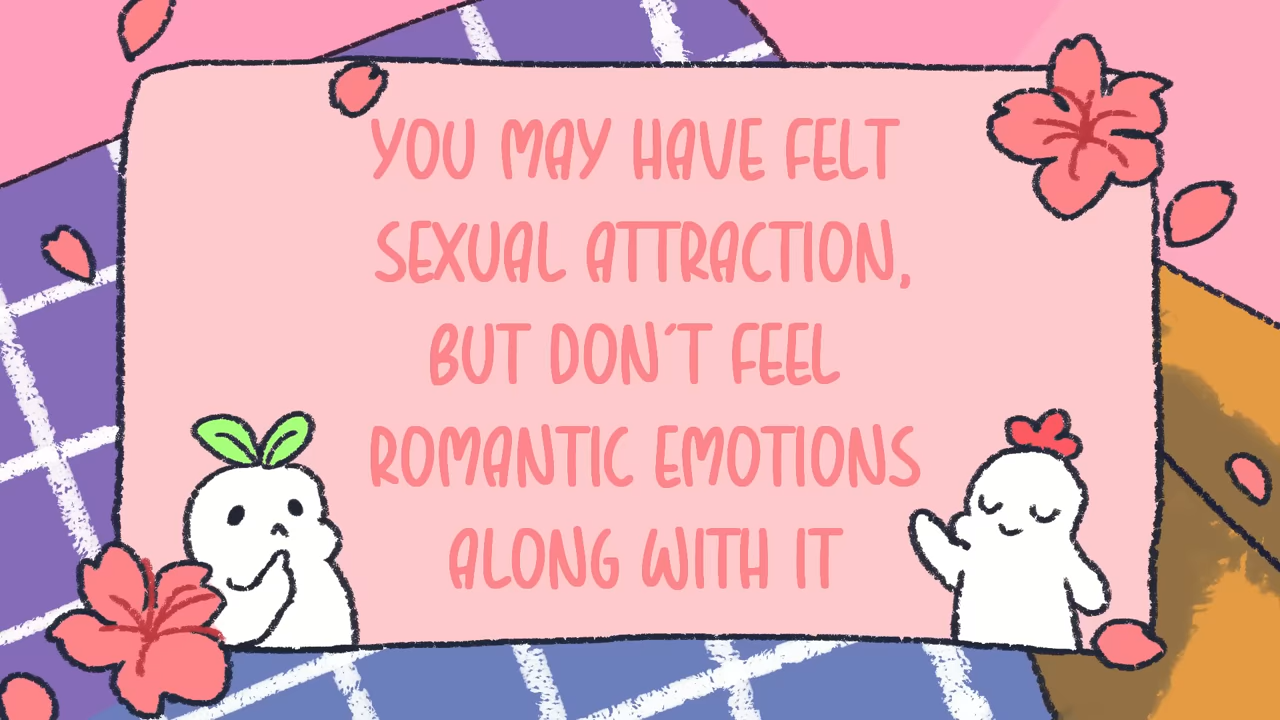 YOU MAY HAVE FELT
SEXUAL ATTRACTION,
BUT DON'T FEEL
ROMANTIC EMOTIONS
ALONG WITH IT